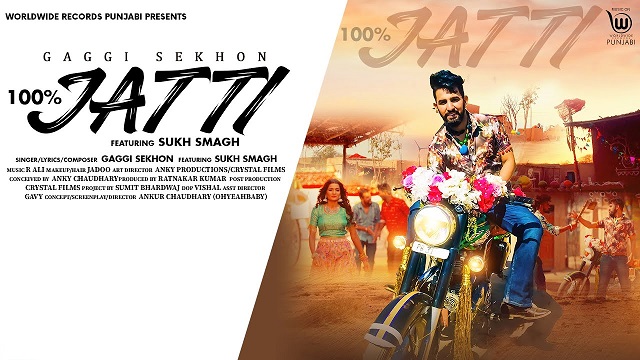 WORLDWIDE RECORDS PUNJABI PRESENTS
GAGGI SEKHON
100% JATTI
FEATURING SUKH SMAGH
SINGER/LYRICS/COMPOSER GAGGI SEKHON FEATURING SUKH SMAGH
MUSIC R ALI MAKEUP/HAIR JADOO ART DIRECTOR ANKY PRODUCTIONS/CRYSTAL FILMS
CONCEIVED BY ANKY CHAUDHARY PRODUCED BY RATNAKAR KUMAR POST PRODUCTION
CRYSTAL FILMS PROJECT BY SUMIT BHARDWAJ DOP VISHAL ASST DIRECTOR
GAVY CONCEPT/SCREENPLAY/DIRECTOR ANKUR CHAUDHARY (OHYEAHBABY)
100% JATTI
MUSIC ON
WORLDWIDE
PUNJABI